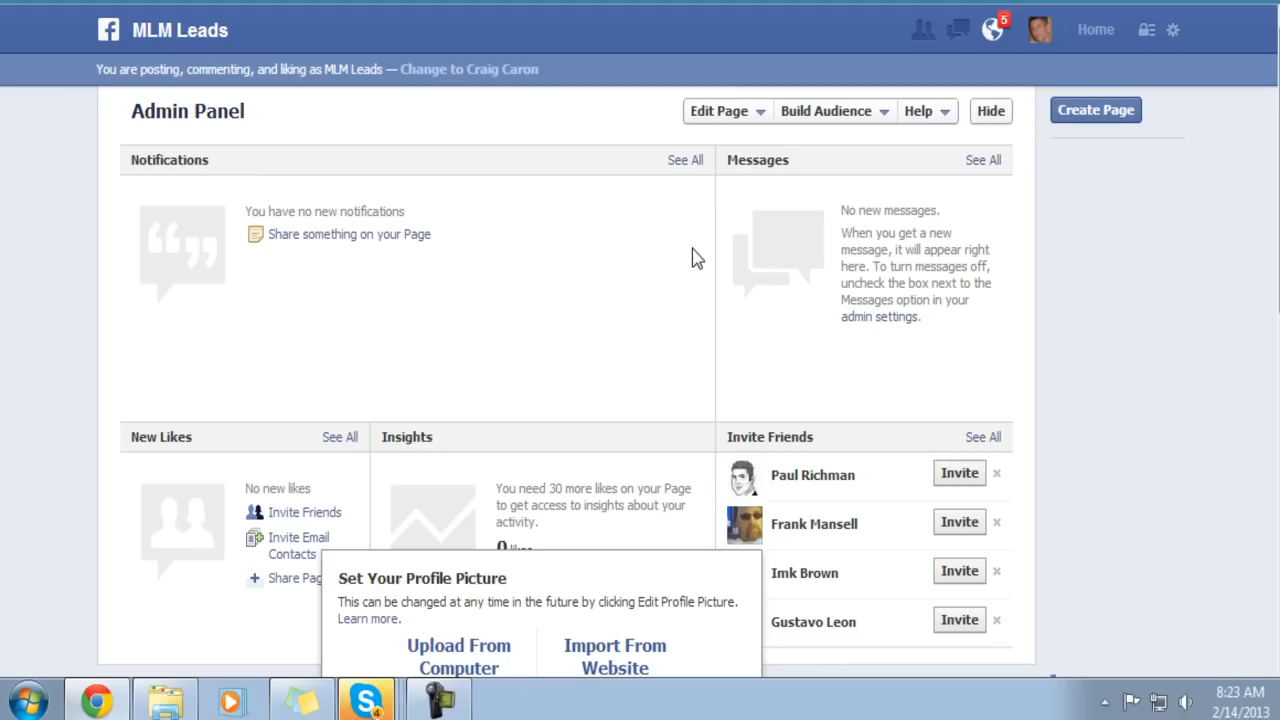 MLM Leads
5
Home
You are posting, commenting, and liking as MLM Leads — Change to Craig Caron
Admin Panel
Edit Page
Build Audience
Help
Hide
Create Page
Notifications
See All
Messages
See All
You have no new notifications
Share something on your Page
No new messages.
When you get a new
message, it will appear right
here. To turn messages off,
uncheck the box next to the
Messages option in your
admin settings.
New Likes
See All
Insights
Invite Friends
See All
No new likes
Invite Friends
Invite Email
Contacts
Share Pag
You need 30 more likes on your Page
to get access to insights about your
activity.
0
Paul Richman
Invite
Frank Mansell
Invite
Imk Brown
Invite
Gustavo Leon
Invite
Set Your Profile Picture
This can be changed at any time in the future by clicking Edit Profile Picture.
Learn more.
Upload From
Computer
Import From
Website
4
8:23 AM
2/14/2013